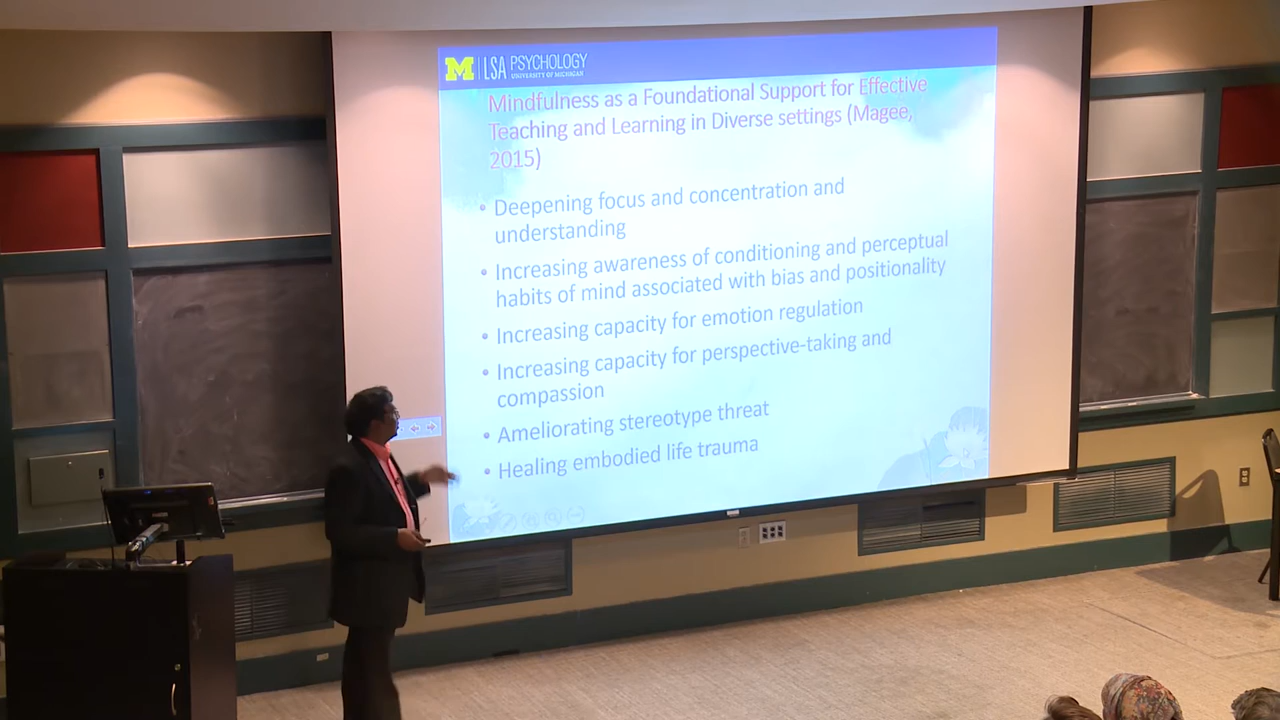 M LSA PSYCHOLOGY
UNIVERSITY OF MICHIGAN
Mindfulness as a Foundational Support for Effective
Teaching and Learning in Diverse settings (Magee,
2015)
• Deepening focus and concentration and
understanding
• Increasing awareness of conditioning and perceptual
habits of mind associated with bias and positionality
• Increasing capacity for emotion regulation
• Increasing capacity for perspective-taking and
compassion
• Ameliorating stereotype threat
• Healing embodied life trauma